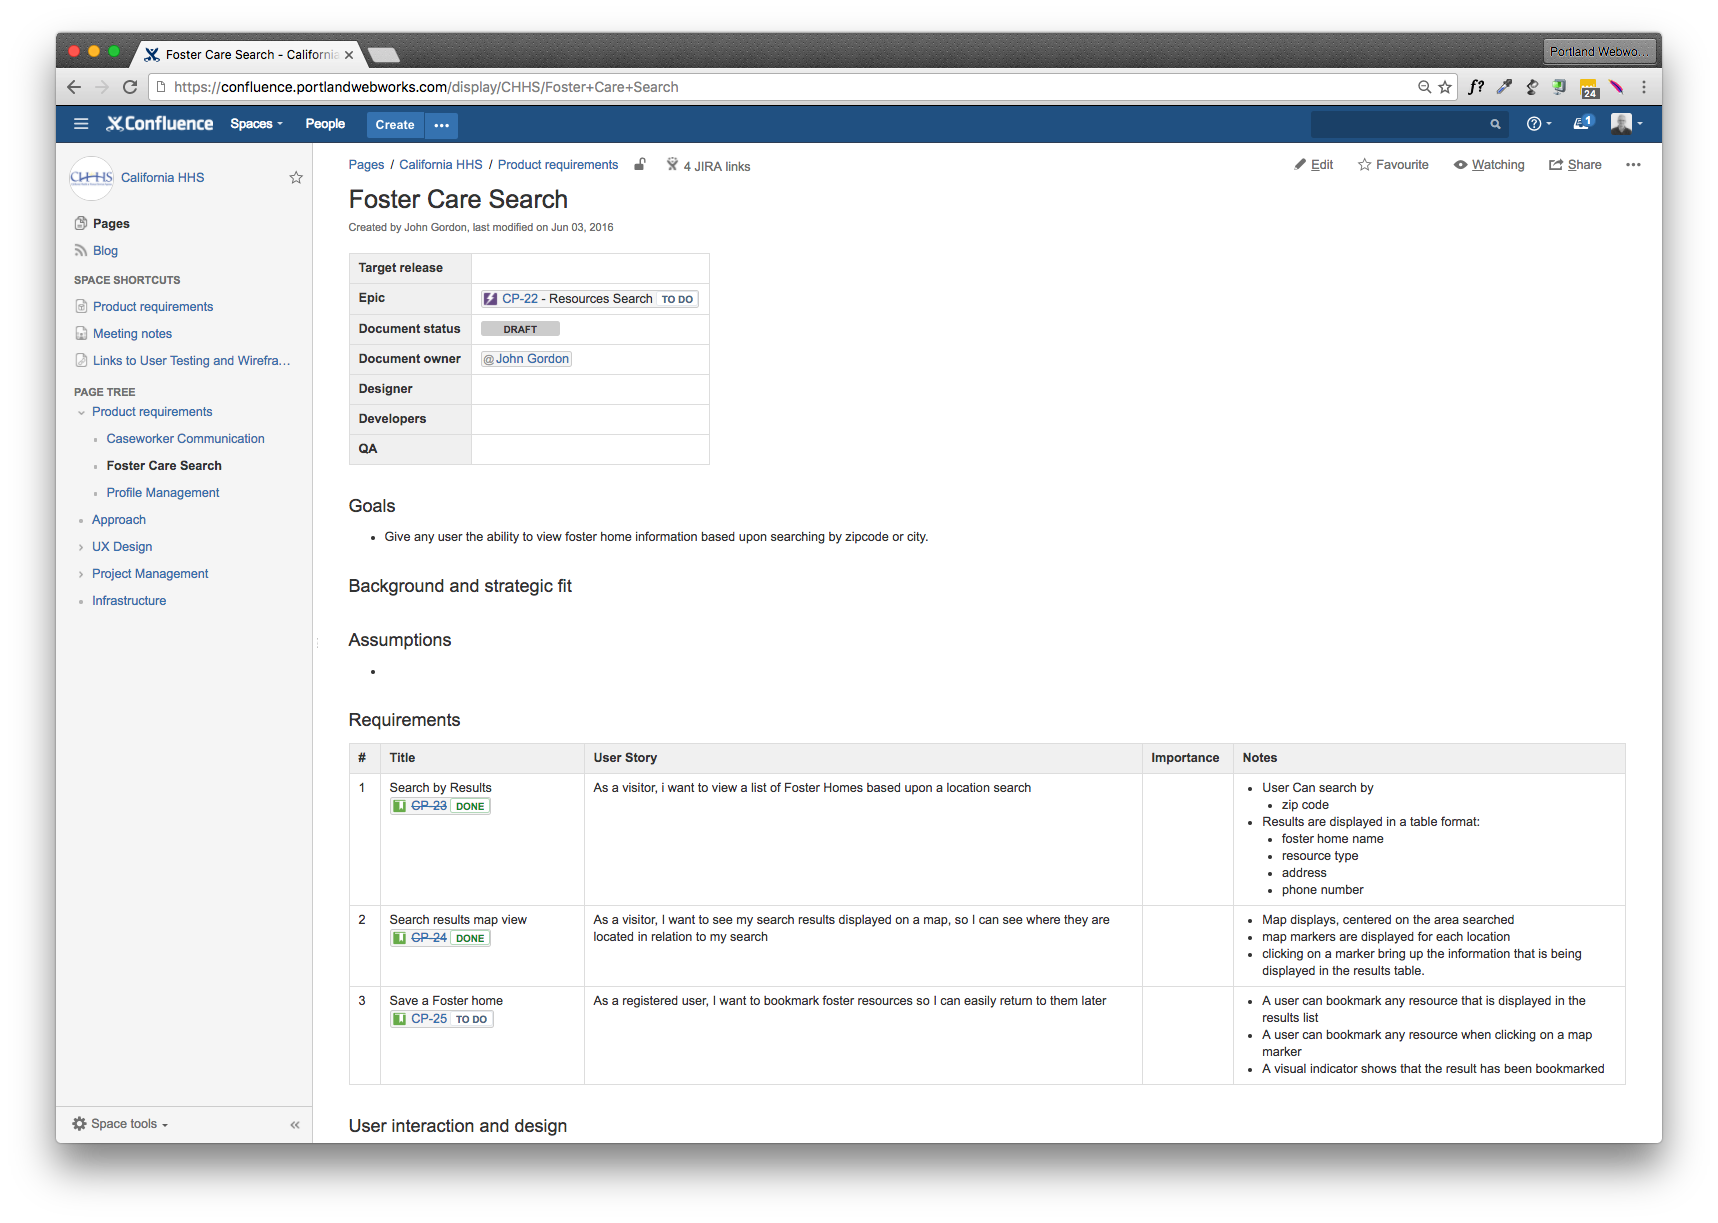 Foster Care Search - California
Portland Webwo...
https://confluence.portlandwebworks.com/display/CHHS/Foster+Care+Search
f?
24
Confluence
Spaces
People
Create
1
CHHS
California HHS
Pages
Blog
SPACE SHORTCUTS
Product requirements
Meeting notes
Links to User Testing and Wirefra...
PAGE TREE
Product requirements
Caseworker Communication
Foster Care Search
Profile Management
Approach
UX Design
Project Management
Infrastructure
Space tools
Pages / California HHS / Product requirements
4 JIRA links
Edit
Favourite
Watching
Share
Foster Care Search
Created by John Gordon, last modified on Jun 03, 2016
Target release
Epic CP-22 - Resources Search TO DO
Document status DRAFT
Document owner @John Gordon
Designer
Developers
QA
Goals
Give any user the ability to view foster home information based upon searching by zipcode or city.
Background and strategic fit
Assumptions
Requirements
# Title User Story Importance Notes
1
Search by Results
CP-23 DONE
As a visitor, i want to view a list of Foster Homes based upon a location search
User Can search by
zip code
Results are displayed in a table format:
foster home name
resource type
address
phone number
2
Search results map view
CP-24 DONE
As a visitor, I want to see my search results displayed on a map, so I can see where they are
located in relation to my search
Map displays, centered on the area searched
map markers are displayed for each location
clicking on a marker bring up the information that is being
displayed in the results table.
3
Save a Foster home
CP-25 TO DO
As a registered user, I want to bookmark foster resources so I can easily return to them later
A user can bookmark any resource that is displayed in the
results list
A user can bookmark any resource when clicking on a map
marker
A visual indicator shows that the result has been bookmarked
User interaction and design